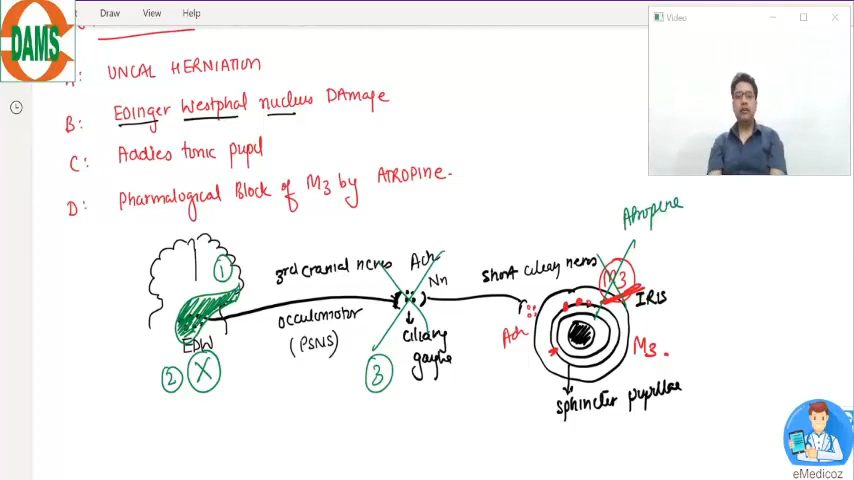 Draw
View
Help
Video
DAMS
A:
UNCAL HERNIATION
B:
Edinger Westphal nucleus DAmage
C:
Addies tonic pupil
D:
Pharmalogical Block of M3 by ATROPINE.
Atropine
1
3rd cranial nerve
Ach
Nn
short ciliary nerves
M3
IRIS
occulomotor
(PSNS)
ciliary
EDW
Ach
M3.
2
X
3
sphincter pupillae
eMedicoz